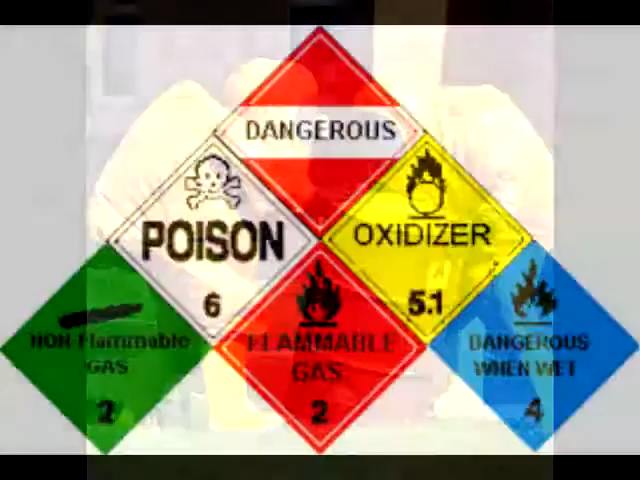 DANGEROUS
POISON
6
OXIDIZER
5.1
NON-Flammable
GAS
2
FLAMMABLE
GAS
2
DANGEROUS
WHEN WET
4